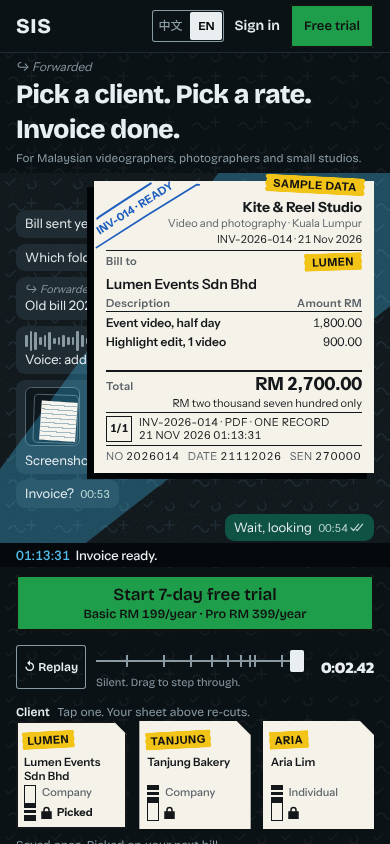 SIS
中文 EN Sign in Free trial
Forwarded
Pick a client. Pick a rate.
Invoice done.
For Malaysian videographers, photographers and small studios.
SAMPLE DATA
INV-014 · READY
Kite & Reel Studio
Video and photography · Kuala Lumpur
INV-2026-014 · 21 Nov 2026
Bill to LUMEN
Lumen Events Sdn Bhd
Description Amount RM
Event video, half day 1,800.00
Highlight edit, 1 video 900.00
Total RM 2,700.00
RM two thousand seven hundred only
1/1 INV-2026-014 · PDF · ONE RECORD
21 NOV 2026 01:13:31
NO 2026014 DATE 21112026 SEN 270000
Bill sent
Which
Forwarded
Old bill
Voice:
Invoice? 00:53
Wait, looking 00:54
01:13:31 Invoice ready.
Start 7-day free trial
Basic RM 199/year · Pro RM 399/year
Replay
Silent. Drag to step through.
0:02.42
Client Tap one. Your sheet above re-cuts.
LUMEN
Lumen Events
Sdn Bhd
Company
Picked
TANJUNG
Tanjung Bakery
Company
ARIA
Aria Lim
Individual